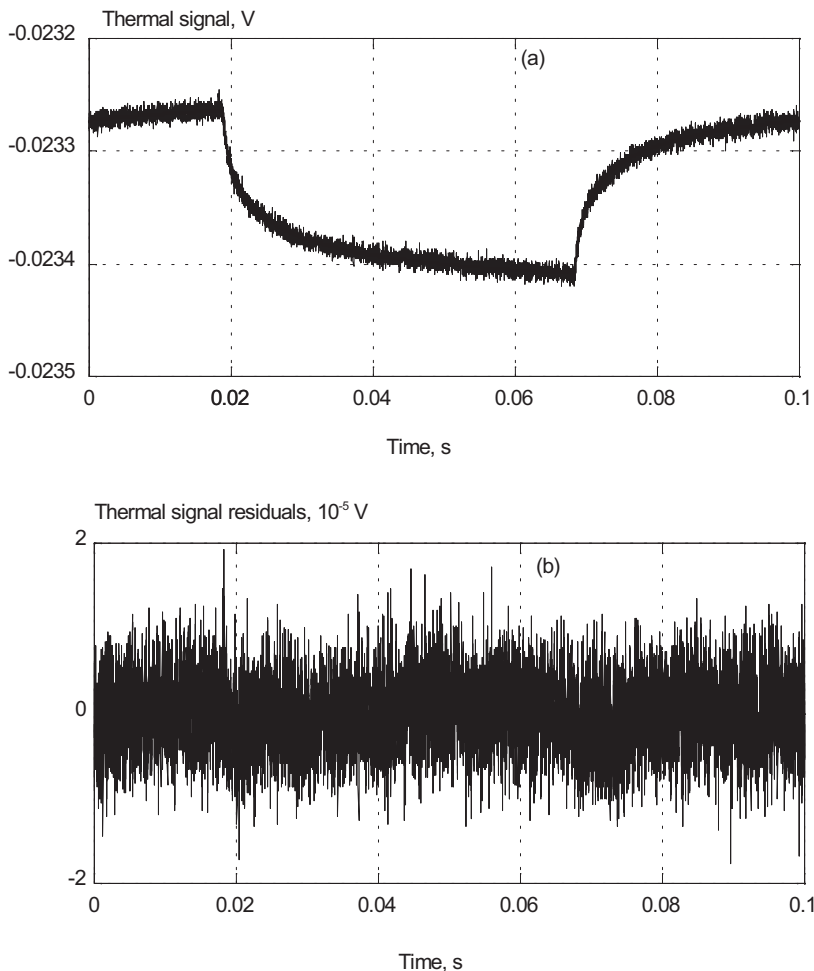 Thermal signal, V
-0.0232
(a)
-0.0233
-0.0234
-0.0235
0 0.02 0.04 0.06 0.08 0.1
Time, s
Thermal signal residuals, 10⁻⁵ V
2
(b)
0
-2
0 0.02 0.04 0.06 0.08 0.1
Time, s